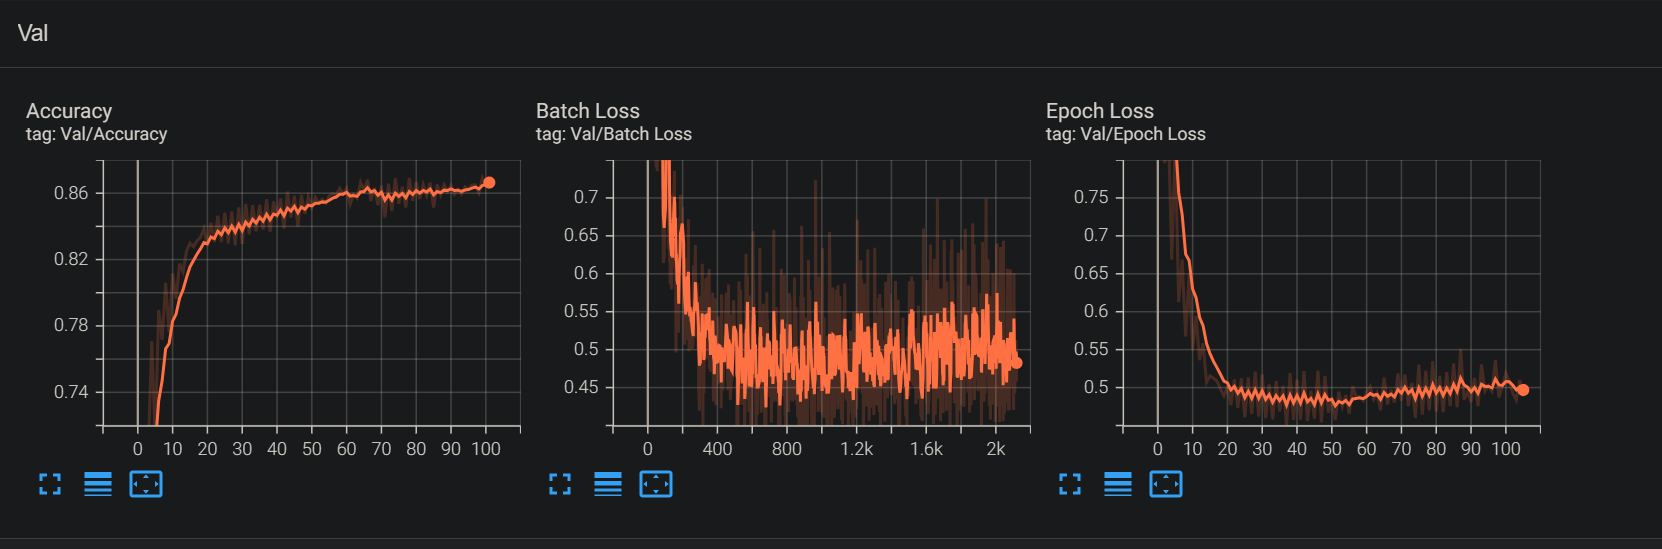 Val
Accuracy
tag: Val/Accuracy
0.86
0.82
0.78
0.74
0 10 20 30 40 50 60 70 80 90 100
Batch Loss
tag: Val/Batch Loss
0.7
0.65
0.6
0.55
0.5
0.45
0 400 800 1.2k 1.6k 2k
Epoch Loss
tag: Val/Epoch Loss
0.75
0.7
0.65
0.6
0.55
0.5
0 10 20 30 40 50 60 70 80 90 100